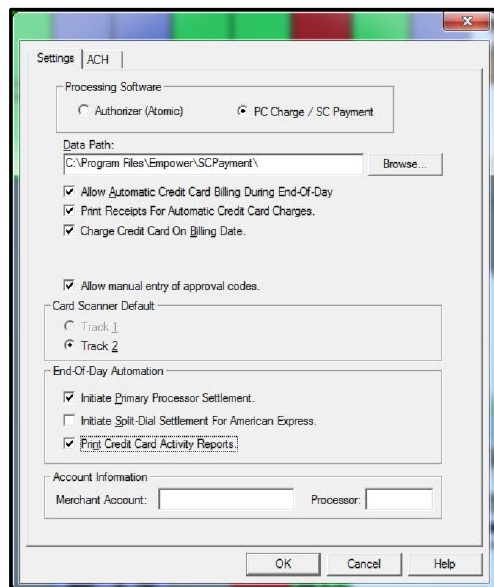 Settings ACH
Processing Software
Authorizer (Atomic) PC Charge / SC Payment
Data Path:
C:\Program Files\Empower\SCPayment\ Browse...
Allow Automatic Credit Card Billing During End-Of-Day
Print Receipts For Automatic Credit Card Charges.
Charge Credit Card On Billing Date.
Allow manual entry of approval codes.
Card Scanner Default
Track 1
Track 2
End-Of-Day Automation
Initiate Primary Processor Settlement.
Initiate Split-Dial Settlement For American Express.
Print Credit Card Activity Reports.
Account Information
Merchant Account: Processor:
OK Cancel Help